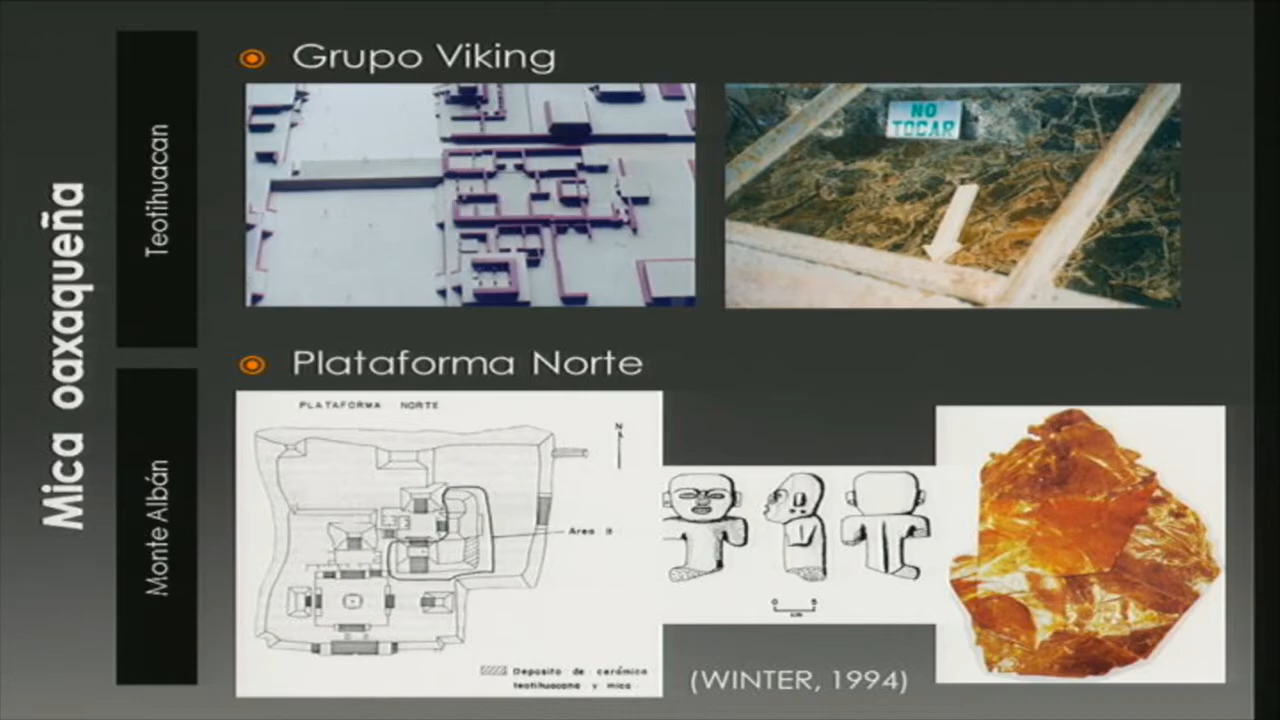 Mica oaxaqueña
Teotihuacan
Grupo Viking
NO
TOCAR
Monte Albán
Plataforma Norte
PLATAFORMA NORTE
N
Area
0 5
cm
Deposito de cerámica
teotihuacana y mica
(WINTER, 1994)